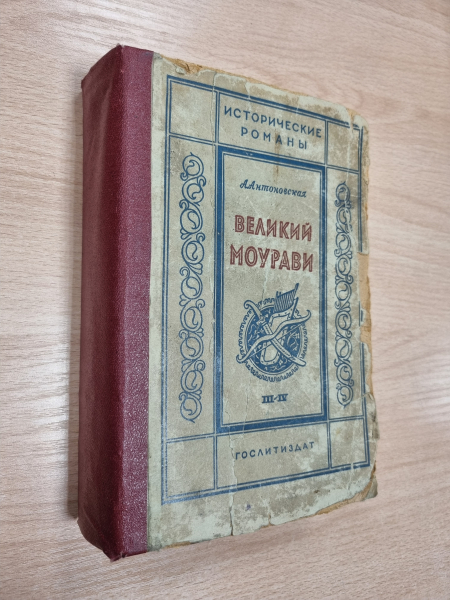 ИСТОРИЧЕСКИЕ
РОМАНЫ
А.Антоновская
ВЕЛИКИЙ
МОУРАВИ
III-IV
ГОСЛИТИЗДАТ